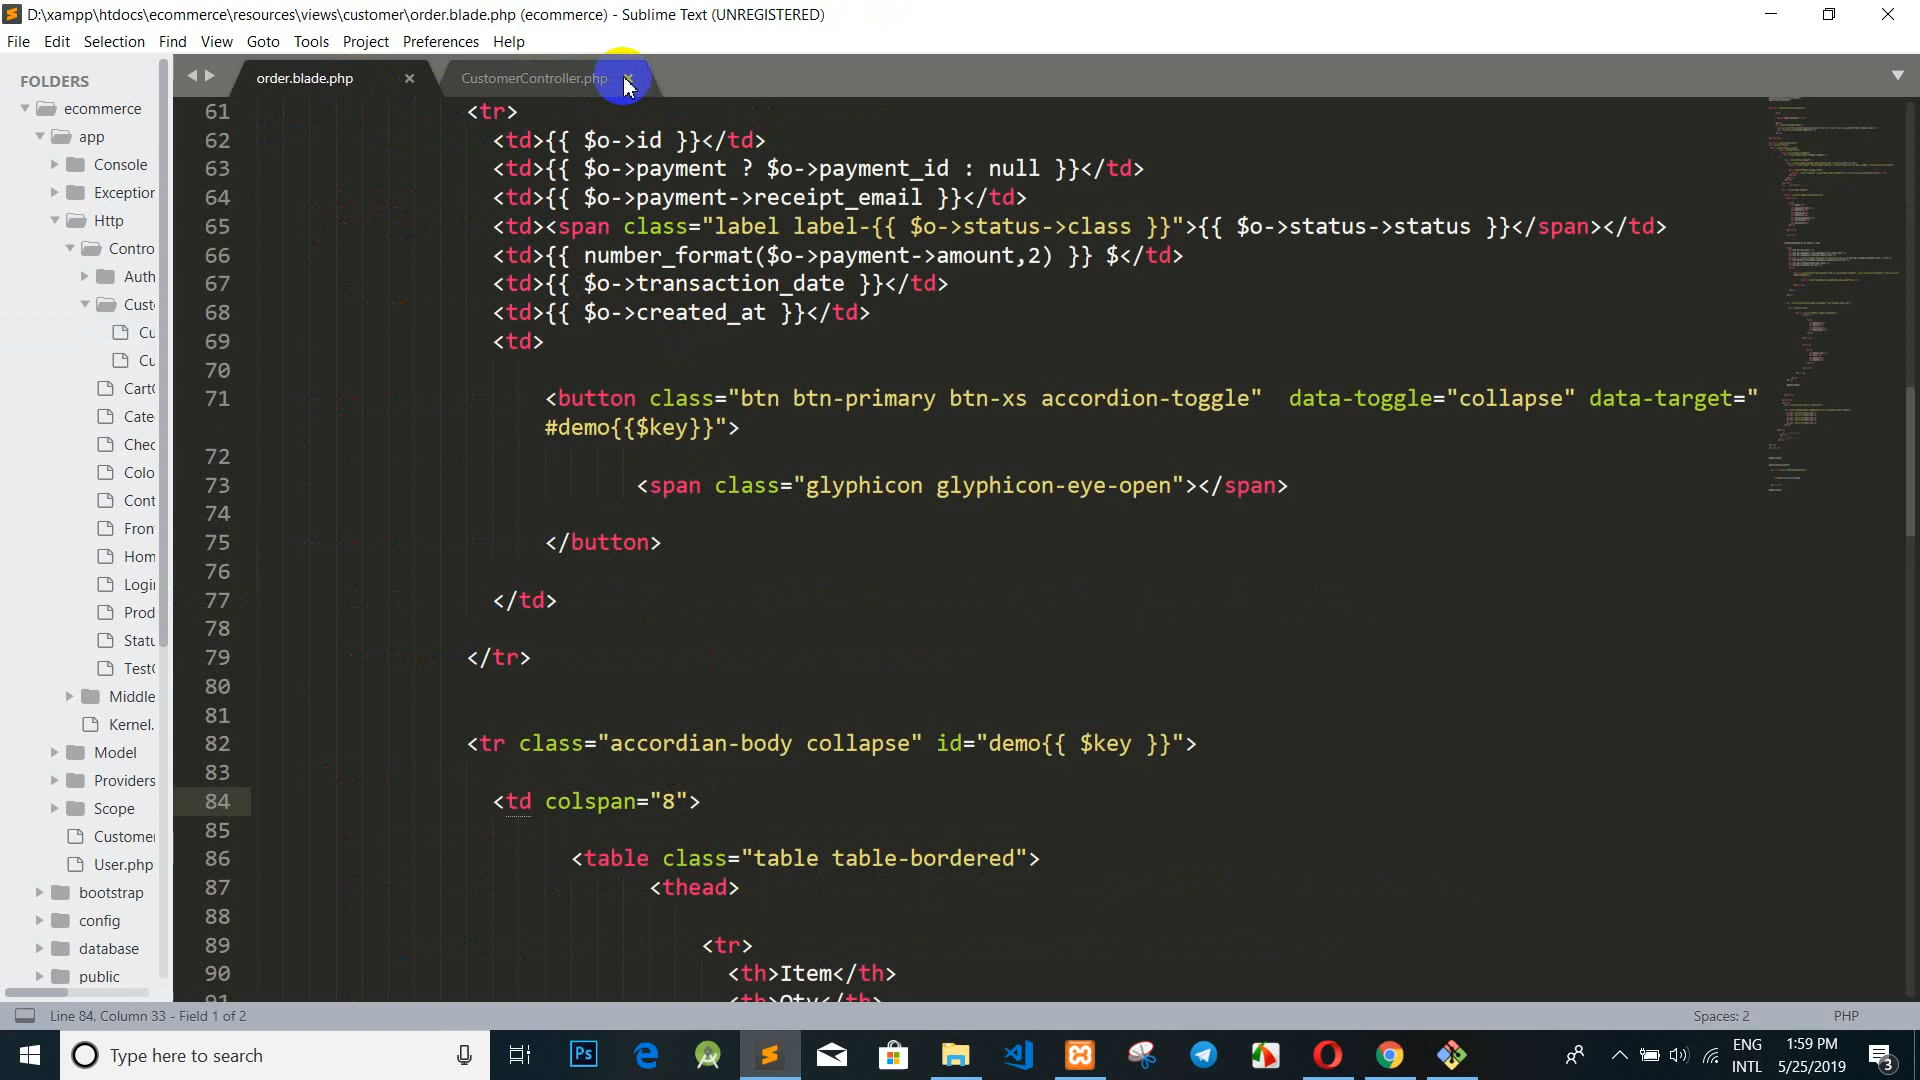 D:\xampp\htdocs\ecommerce\resources\views\customer\order.blade.php (ecommerce) - Sublime Text (UNREGISTERED)
File Edit Selection Find View Goto Tools Project Preferences Help
FOLDERS
ecommerce
app
Console
Exception
Http
Contro
Auth
Custo
Cu
Cu
Cart
Cate
Chec
Colo
Cont
Fron
Hom
Logi
Prod
Statu
Test
Middle
Kernel.
Model
Providers
Scope
Customer
User.php
bootstrap
config
database
public
order.blade.php
CustomerController.php
61 <tr>
62 <td>{{ $o->id }}</td>
63 <td>{{ $o->payment ? $o->payment_id : null }}</td>
64 <td>{{ $o->payment->receipt_email }}</td>
65 <td><span class="label label-{{ $o->status->class }}">{{ $o->status->status }}</span></td>
66 <td>{{ number_format($o->payment->amount,2) }} $</td>
67 <td>{{ $o->transaction_date }}</td>
68 <td>{{ $o->created_at }}</td>
69 <td>
70
71 <button class="btn btn-primary btn-xs accordion-toggle"  data-toggle="collapse" data-target="
#demo{{$key}}">
72
73 <span class="glyphicon glyphicon-eye-open"></span>
74
75 </button>
76
77 </td>
78
79 </tr>
80
81
82 <tr class="accordian-body collapse" id="demo{{ $key }}">
83
84 <td colspan="8">
85
86 <table class="table table-bordered">
87 <thead>
88
89 <tr>
90 <th>Item</th>
91 <th>Qty</th>
Line 84, Column 33 - Field 1 of 2
Spaces: 2
PHP
Type here to search
Ps
ENG
INTL
1:59 PM
5/25/2019
3